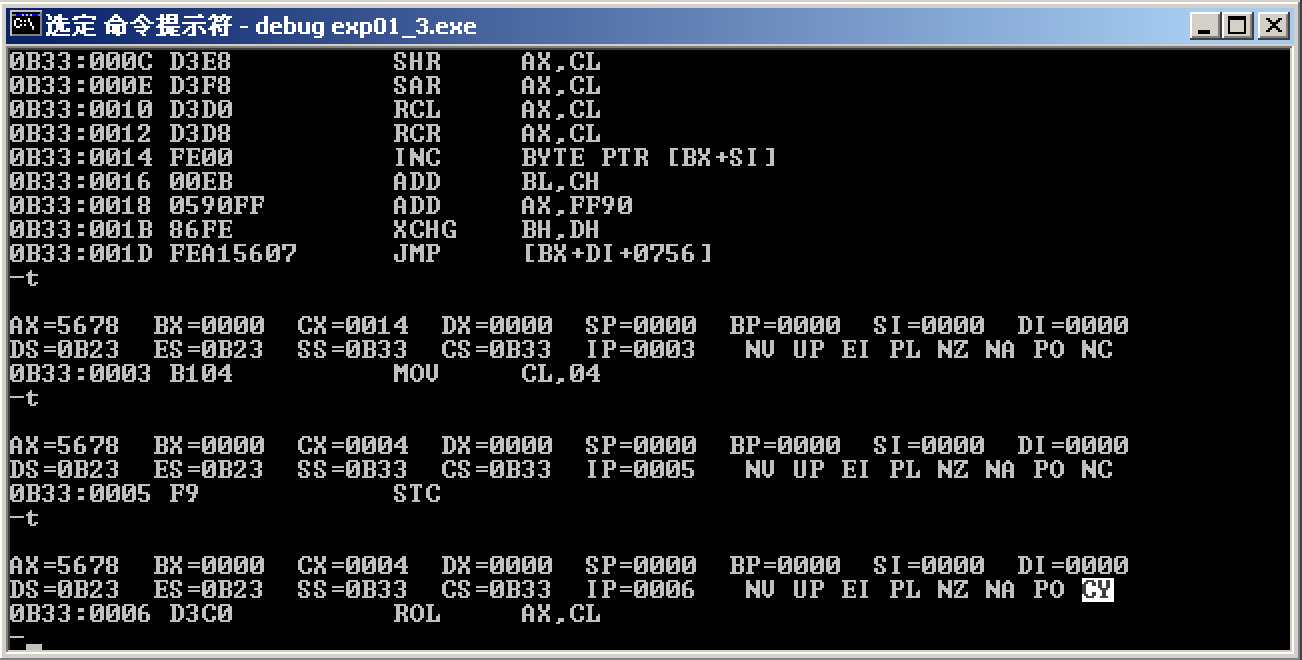 选定 命令提示符 - debug exp01_3.exe
0B33:000C D3E8          SHR     AX,CL
0B33:000E D3F8          SAR     AX,CL
0B33:0010 D3D0          RCL     AX,CL
0B33:0012 D3D8          RCR     AX,CL
0B33:0014 FE00          INC     BYTE PTR [BX+SI]
0B33:0016 00EB          ADD     BL,CH
0B33:0018 0590FF        ADD     AX,FF90
0B33:001B 86FE          XCHG    BH,DH
0B33:001D FEA15607      JMP     [BX+DI+0756]
-t
AX=5678  BX=0000  CX=0014  DX=0000  SP=0000  BP=0000  SI=0000  DI=0000
DS=0B23  ES=0B23  SS=0B33  CS=0B33  IP=0003   NV UP EI PL NZ NA PO NC
0B33:0003 B104          MOV     CL,04
-t
AX=5678  BX=0000  CX=0004  DX=0000  SP=0000  BP=0000  SI=0000  DI=0000
DS=0B23  ES=0B23  SS=0B33  CS=0B33  IP=0005   NV UP EI PL NZ NA PO NC
0B33:0005 F9            STC
-t
AX=5678  BX=0000  CX=0004  DX=0000  SP=0000  BP=0000  SI=0000  DI=0000
DS=0B23  ES=0B23  SS=0B33  CS=0B33  IP=0006   NV UP EI PL NZ NA PO CY
0B33:0006 D3C0          ROL     AX,CL
-